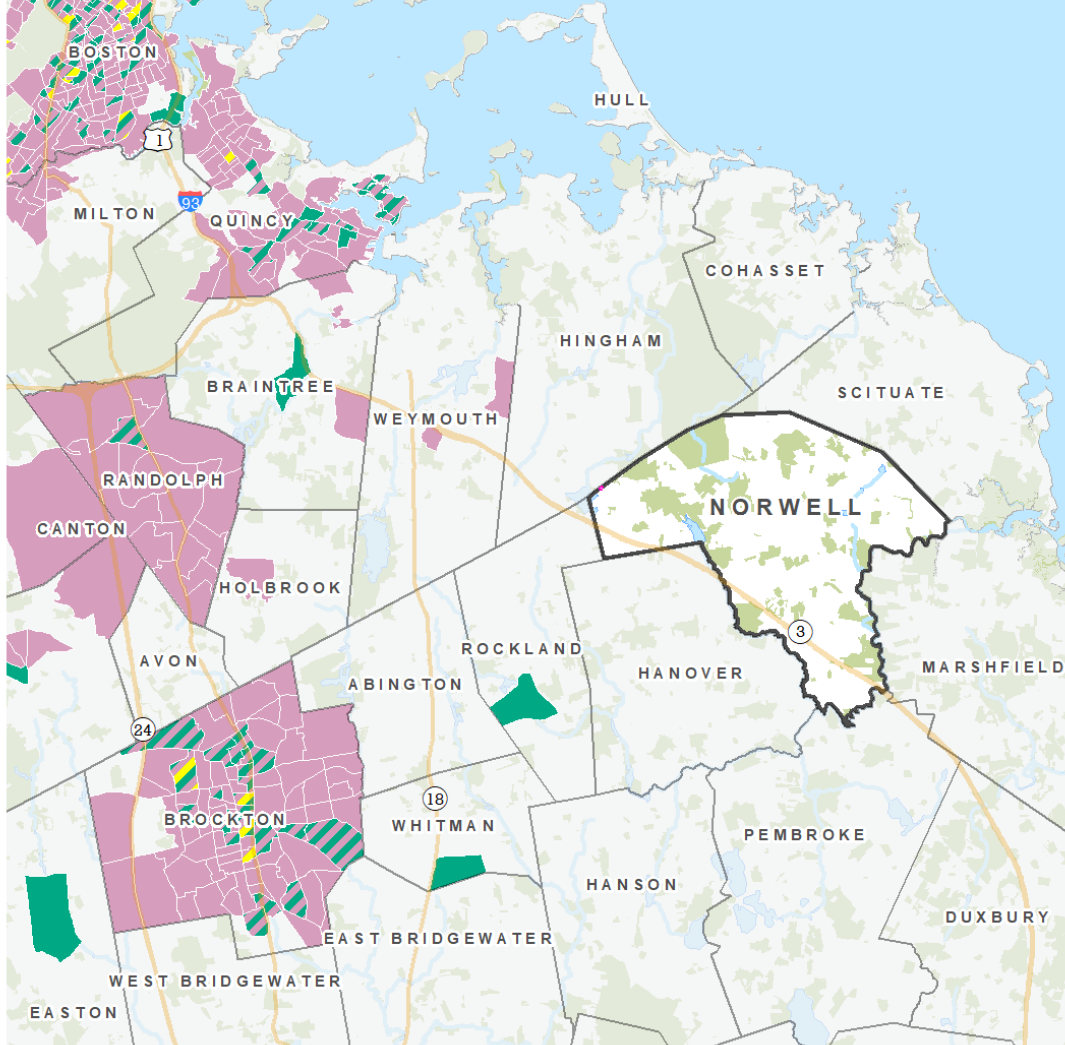 BOSTON
HULL
1
93
MILTON
QUINCY
COHASSET
HINGHAM
SCITUATE
BRAINTREE
WEYMOUTH
RANDOLPH
NORWELL
CANTON
HOLBROOK
3
ROCKLAND
AVON
HANOVER
MARSHFIELD
ABINGTON
24
18
BROCKTON
WHITMAN
PEMBROKE
HANSON
DUXBURY
EAST BRIDGEWATER
WEST BRIDGEWATER
EASTON